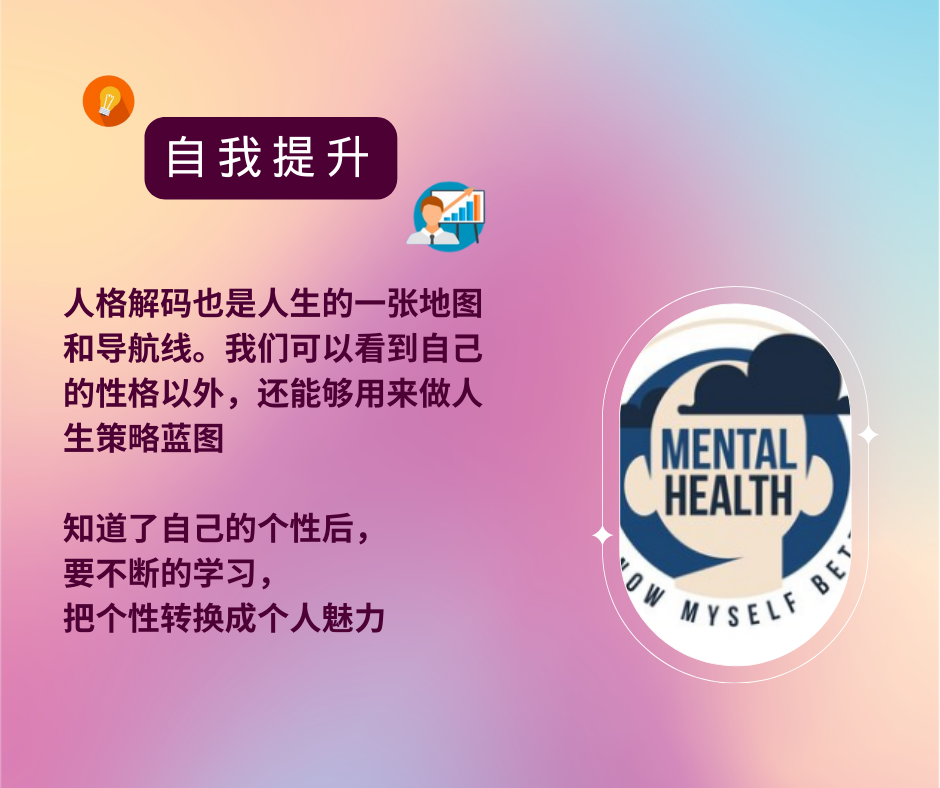 自我提升
人格解码也是人生的一张地图
和导航线。我们可以看到自己
的性格以外，还能够用来做人
生策略蓝图
知道了自己的个性后，
要不断的学习，
把个性转换成个人魅力
MENTAL
HEALTH
MYSELF